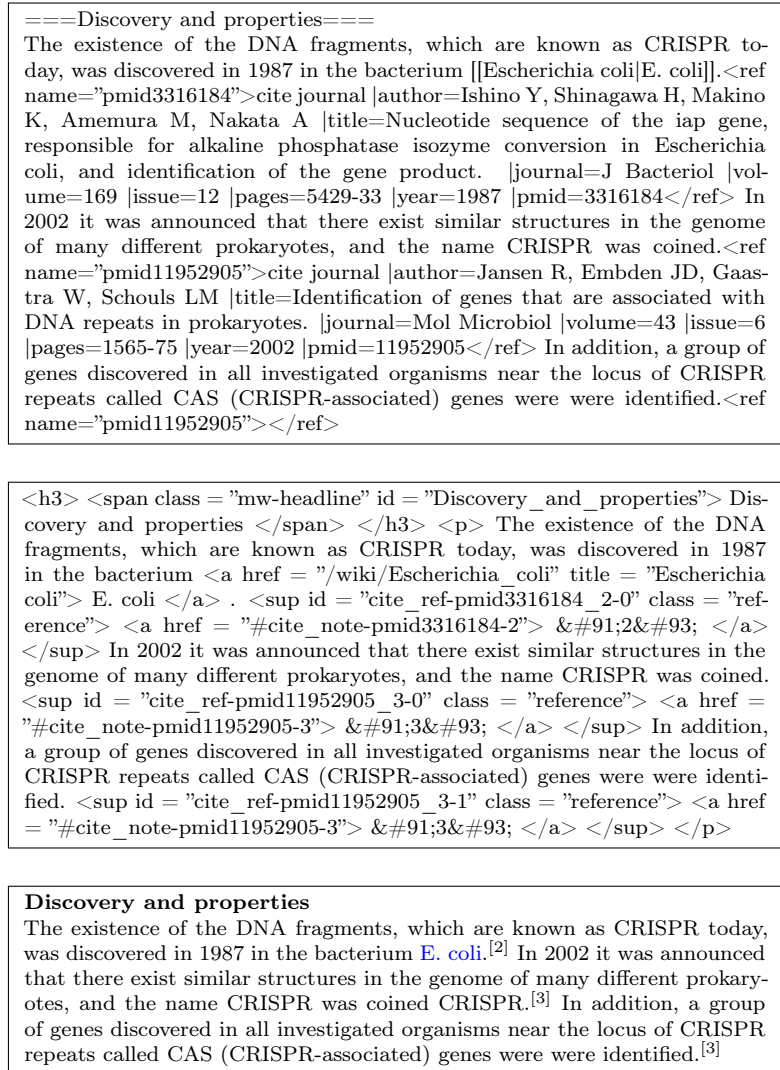 ===Discovery and properties===
The existence of the DNA fragments, which are known as CRISPR to-
day, was discovered in 1987 in the bacterium [[Escherichia coli|E. coli]].<ref
name=”pmid3316184”>cite journal |author=Ishino Y, Shinagawa H, Makino
K, Amemura M, Nakata A |title=Nucleotide sequence of the iap gene,
responsible for alkaline phosphatase isozyme conversion in Escherichia
coli, and identification of the gene product. |journal=J Bacteriol |vol-
ume=169 |issue=12 |pages=5429-33 |year=1987 |pmid=3316184</ref> In
2002 it was announced that there exist similar structures in the genome
of many different prokaryotes, and the name CRISPR was coined.<ref
name=”pmid11952905”>cite journal |author=Jansen R, Embden JD, Gaas-
tra W, Schouls LM |title=Identification of genes that are associated with
DNA repeats in prokaryotes. |journal=Mol Microbiol |volume=43 |issue=6
|pages=1565-75 |year=2002 |pmid=11952905</ref> In addition, a group of
genes discovered in all investigated organisms near the locus of CRISPR
repeats called CAS (CRISPR-associated) genes were were identified.<ref
name=”pmid11952905”></ref>
<h3> <span class = ”mw-headline” id = ”Discovery_and_properties”> Dis-
covery and properties </span> </h3> <p> The existence of the DNA
fragments, which are known as CRISPR today, was discovered in 1987
in the bacterium <a href = ”/wiki/Escherichia_coli” title = ”Escherichia
coli”> E. coli </a> . <sup id = ”cite_ref-pmid3316184_2-0” class = ”ref-
erence”> <a href = ”#cite_note-pmid3316184-2”> &#91;2&#93; </a>
</sup> In 2002 it was announced that there exist similar structures in the
genome of many different prokaryotes, and the name CRISPR was coined.
<sup id = ”cite_ref-pmid11952905_3-0” class = ”reference”> <a href =
”#cite_note-pmid11952905-3”> &#91;3&#93; </a> </sup> In addition,
a group of genes discovered in all investigated organisms near the locus of
CRISPR repeats called CAS (CRISPR-associated) genes were were identi-
fied. <sup id = ”cite_ref-pmid11952905_3-1” class = ”reference”> <a href
= ”#cite_note-pmid11952905-3”> &#91;3&#93; </a> </sup> </p>
Discovery and properties
The existence of the DNA fragments, which are known as CRISPR today,
was discovered in 1987 in the bacterium E. coli.[2] In 2002 it was announced
that there exist similar structures in the genome of many different prokary-
otes, and the name CRISPR was coined CRISPR.[3] In addition, a group
of genes discovered in all investigated organisms near the locus of CRISPR
repeats called CAS (CRISPR-associated) genes were were identified.[3]